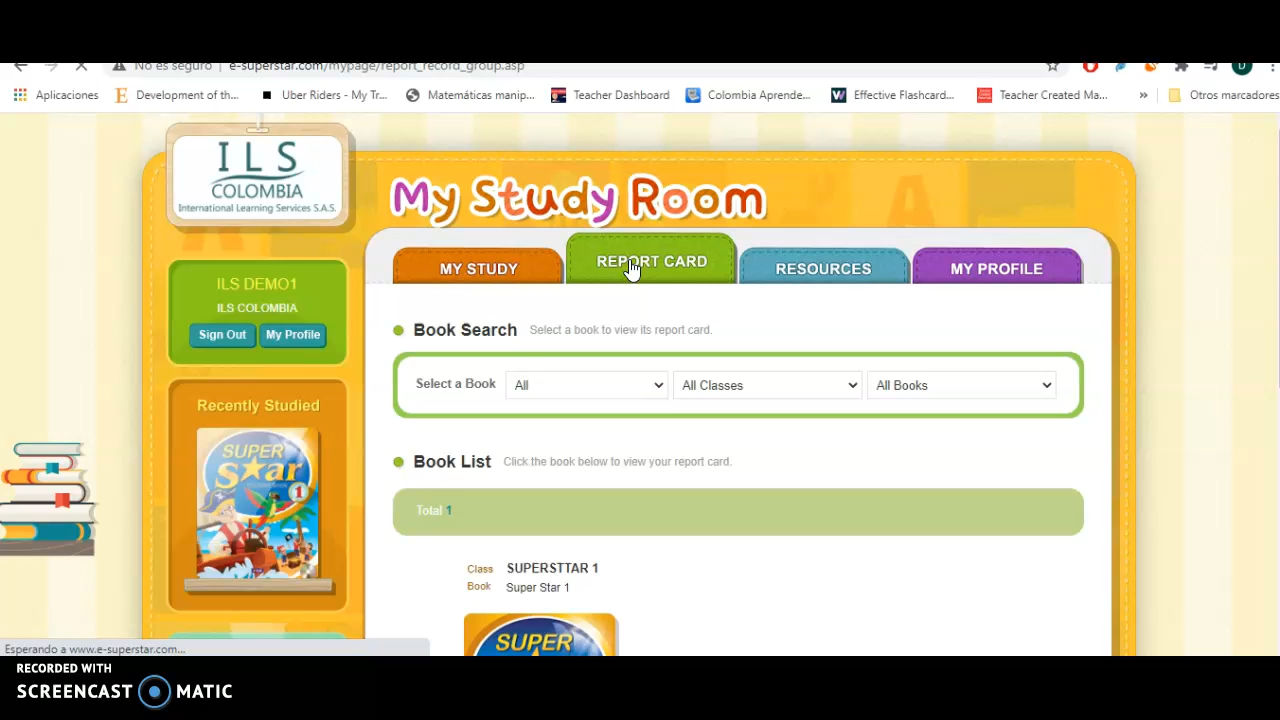 No es seguro | e-superstar.com/mypage/report_record_group.asp
Aplicaciones Development of th... Uber Riders - My Tr... Matemáticas manip... Teacher Dashboard Colombia Aprende... Effective Flashcard... Teacher Created Ma... » Otros marcadores
ILS
COLOMBIA
International Learning Services S.A.S.
My Study Room
MY STUDY
REPORT CARD
RESOURCES
MY PROFILE
ILS DEMO1
ILS COLOMBIA
Sign Out My Profile
Recently Studied
SUPER
Star
1
Book Search Select a book to view its report card.
Select a Book All All Classes All Books
Book List Click the book below to view your report card.
Total 1
Class SUPERSTTAR 1
Book Super Star 1
SUPER
Esperando a www.e-superstar.com...
RECORDED WITH
SCREENCAST MATIC